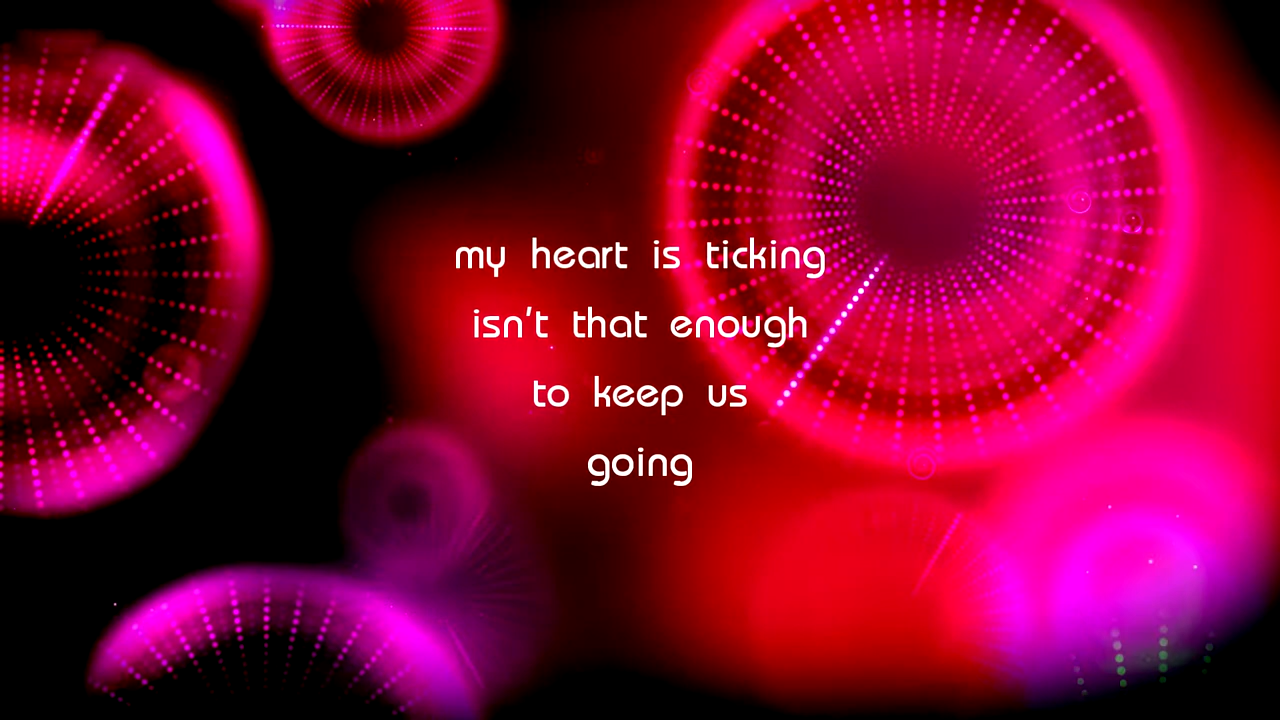 my heart is ticking
isn't that enough
to keep us
going